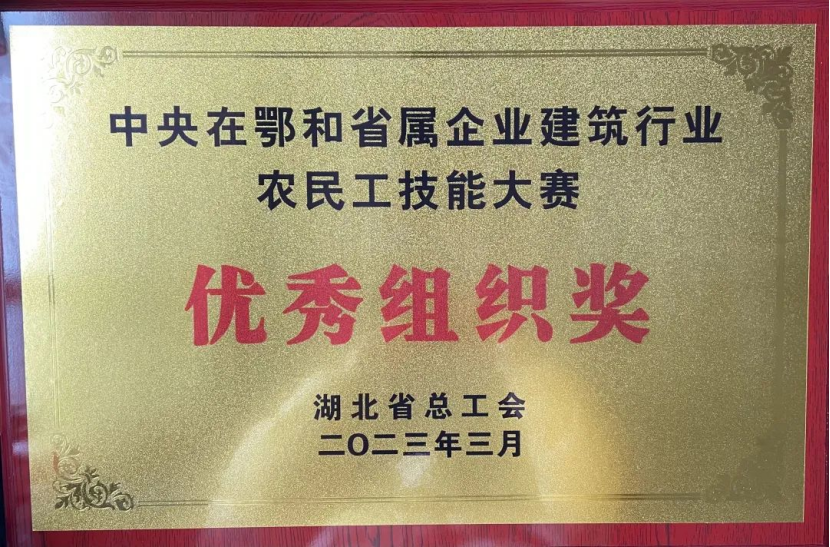 中央在鄂和省属企业建筑行业
农民工技能大赛
优秀组织奖
湖北省总工会
二〇二三年三月